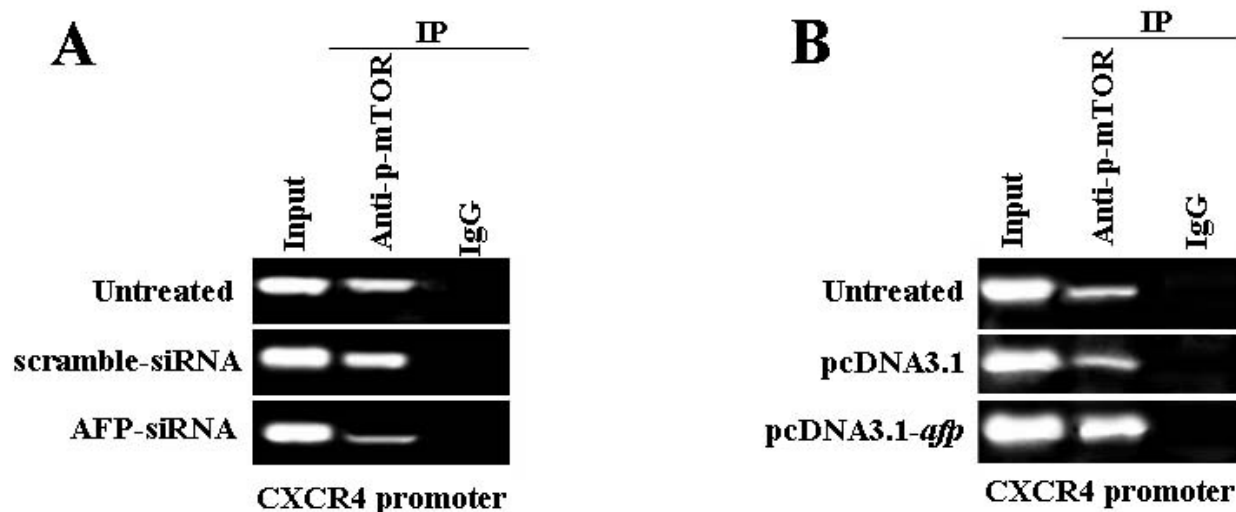 A
IP
Input
Anti-p-mTOR
IgG
Untreated
scramble-siRNA
AFP-siRNA
CXCR4 promoter
B
IP
Input
Anti-p-mTOR
IgG
Untreated
pcDNA3.1
pcDNA3.1-afp
CXCR4 promoter